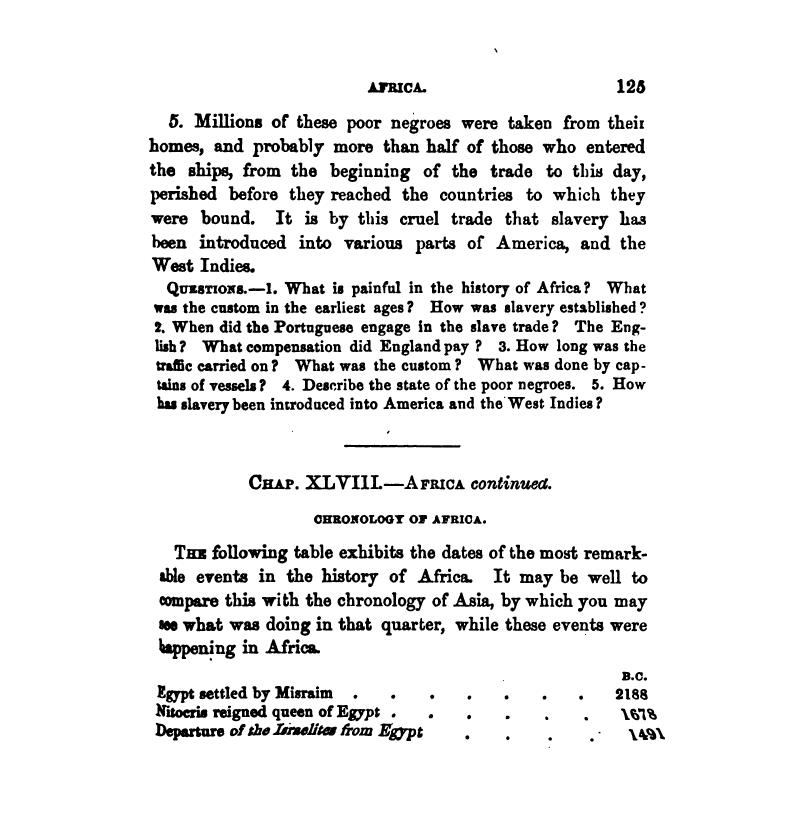 AFRICA. 125
5. Millions of these poor negroes were taken from their
homes, and probably more than half of those who entered
the ships, from the beginning of the trade to this day,
perished before they reached the countries to which they
were bound. It is by this cruel trade that slavery has
been introduced into various parts of America, and the
West Indies.
QUESTIONS.—1. What is painful in the history of Africa? What
was the custom in the earliest ages? How was slavery established?
2. When did the Portuguese engage in the slave trade? The Eng-
lish? What compensation did England pay? 3. How long was the
traffic carried on? What was the custom? What was done by cap-
tains of vessels? 4. Describe the state of the poor negroes. 5. How
has slavery been introduced into America and the West Indies?
CHAP. XLVIII.—AFRICA continued.
CHRONOLOGY OF AFRICA.
THE following table exhibits the dates of the most remark-
able events in the history of Africa. It may be well to
compare this with the chronology of Asia, by which you may
see what was doing in that quarter, while these events were
happening in Africa.
B.C.
Egypt settled by Misraim . . . . . . . 2188
Nitocris reigned queen of Egypt . . . . . . 1678
Departure of the Israelites from Egypt . . . . 1491